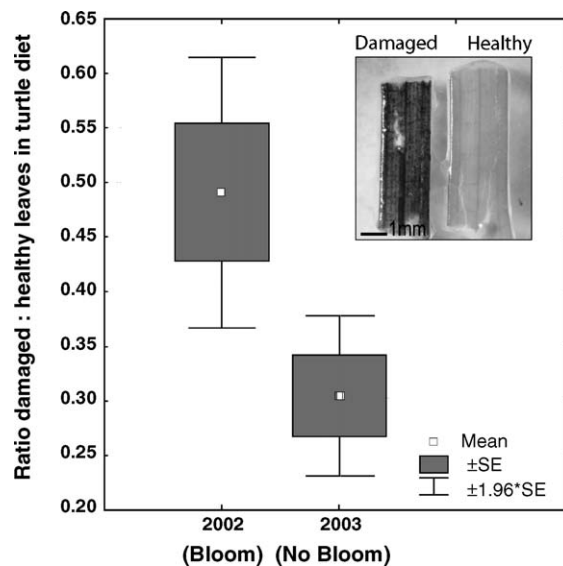 Ratio damaged : healthy leaves in turtle diet
0.65
0.60
0.55
0.50
0.45
0.40
0.35
0.30
0.25
0.20
Damaged Healthy
1mm
Mean
±SE
±1.96*SE
2002 2003
(Bloom) (No Bloom)